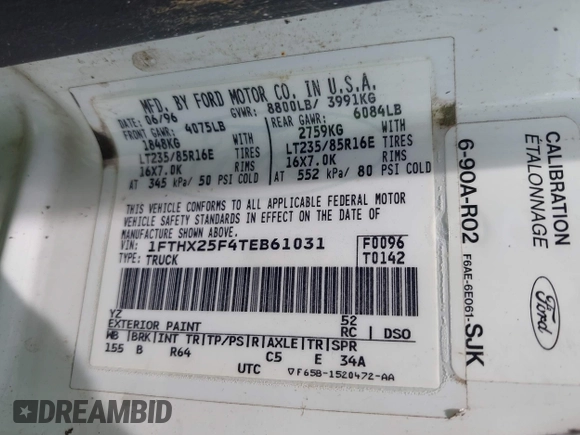 MFD. BY FORD MOTOR CO. IN U.S.A.
DATE: 06/96 GVWR: 8800LB/ 3991KG
FRONT GAWR: 4075LB REAR GAWR: 6084LB
1848KG 2759KG
LT235/85R16E TIRES LT235/85R16E TIRES
16X7.0K RIMS 16X7.0K RIMS
AT 345 kPa/ 50 PSI COLD AT 552 kPa/ 80 PSI COLD
THIS VEHICLE CONFORMS TO ALL APPLICABLE FEDERAL MOTOR
VEHICLE SAFETY STANDARDS IN EFFECT ON THE DATE OF
MANUFACTURE SHOWN ABOVE.
VIN: 1FTHX25F4TEB61031 F0096
TYPE: TRUCK T0142
YZ 52
EXTERIOR PAINT RC DSO
WB BRK INT TR TP/PS R AXLE TR SPR
155 B R64 C5 E 34A
UTC ▽F65B-1520472-AA
CALIBRATION
ÉTALONNAGE
6-90A-R02
F6AE-6E061-SJK
Ford
DREAMBID